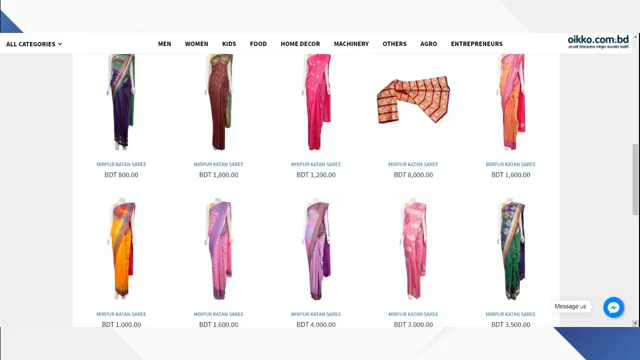 oikko.com.bd
ALL CATEGORIES MEN WOMEN KIDS FOOD HOME DECOR MACHINERY OTHERS AGRO ENTREPRENEURS
MIRPUR KATAN SAREE MIRPUR KATAN SAREE MIRPUR KATAN SAREE MIRPUR KATAN SAREE MIRPUR KATAN SAREE
BDT 800.00 BDT 1,800.00 BDT 1,200.00 BDT 8,000.00 BDT 1,600.00
Message us
MIRPUR KATAN SAREE MIRPUR KATAN SAREE MIRPUR KATAN SAREE MIRPUR KATAN SAREE MIRPUR KATAN SAREE
BDT 1,000.00 BDT 1,600.00 BDT 4,000.00 BDT 3,000.00 BDT 3,500.00